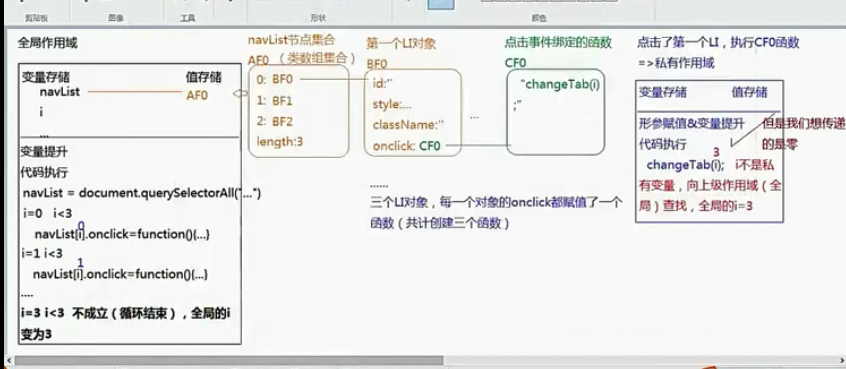 剪贴板
图像
工具
形状
颜色
全局作用域
变量存储 值存储
navList AF0
i
...
变量提升
代码执行
navList = document.querySelectorAll("...")
i=0 i<3
0
navList[i].onclick=function(){...}
i=1 i<3
1
navList[i].onclick=function(){...}
....
i=3 i<3 不成立（循环结束），全局的i
变为3
navList节点集合
AF0 （类数组集合）
0: BF0
1: BF1
2: BF2
length:3
第一个LI对象
BF0
id:''
style:...
className:''
onclick: CF0
...
点击事件绑定的函数
CF0
"changeTab(i)
;"
......
三个LI对象，每一个对象的onclick都赋值了一个
函数（共计创建三个函数）
点击了第一个LI，执行CF0函数
=>私有作用域
变量存储 值存储
形参赋值&变量提升
代码执行
3
changeTab(i); i不是私
有变量，向上级作用域（全
局）查找，全局的i=3
但是我们想传递
的是零